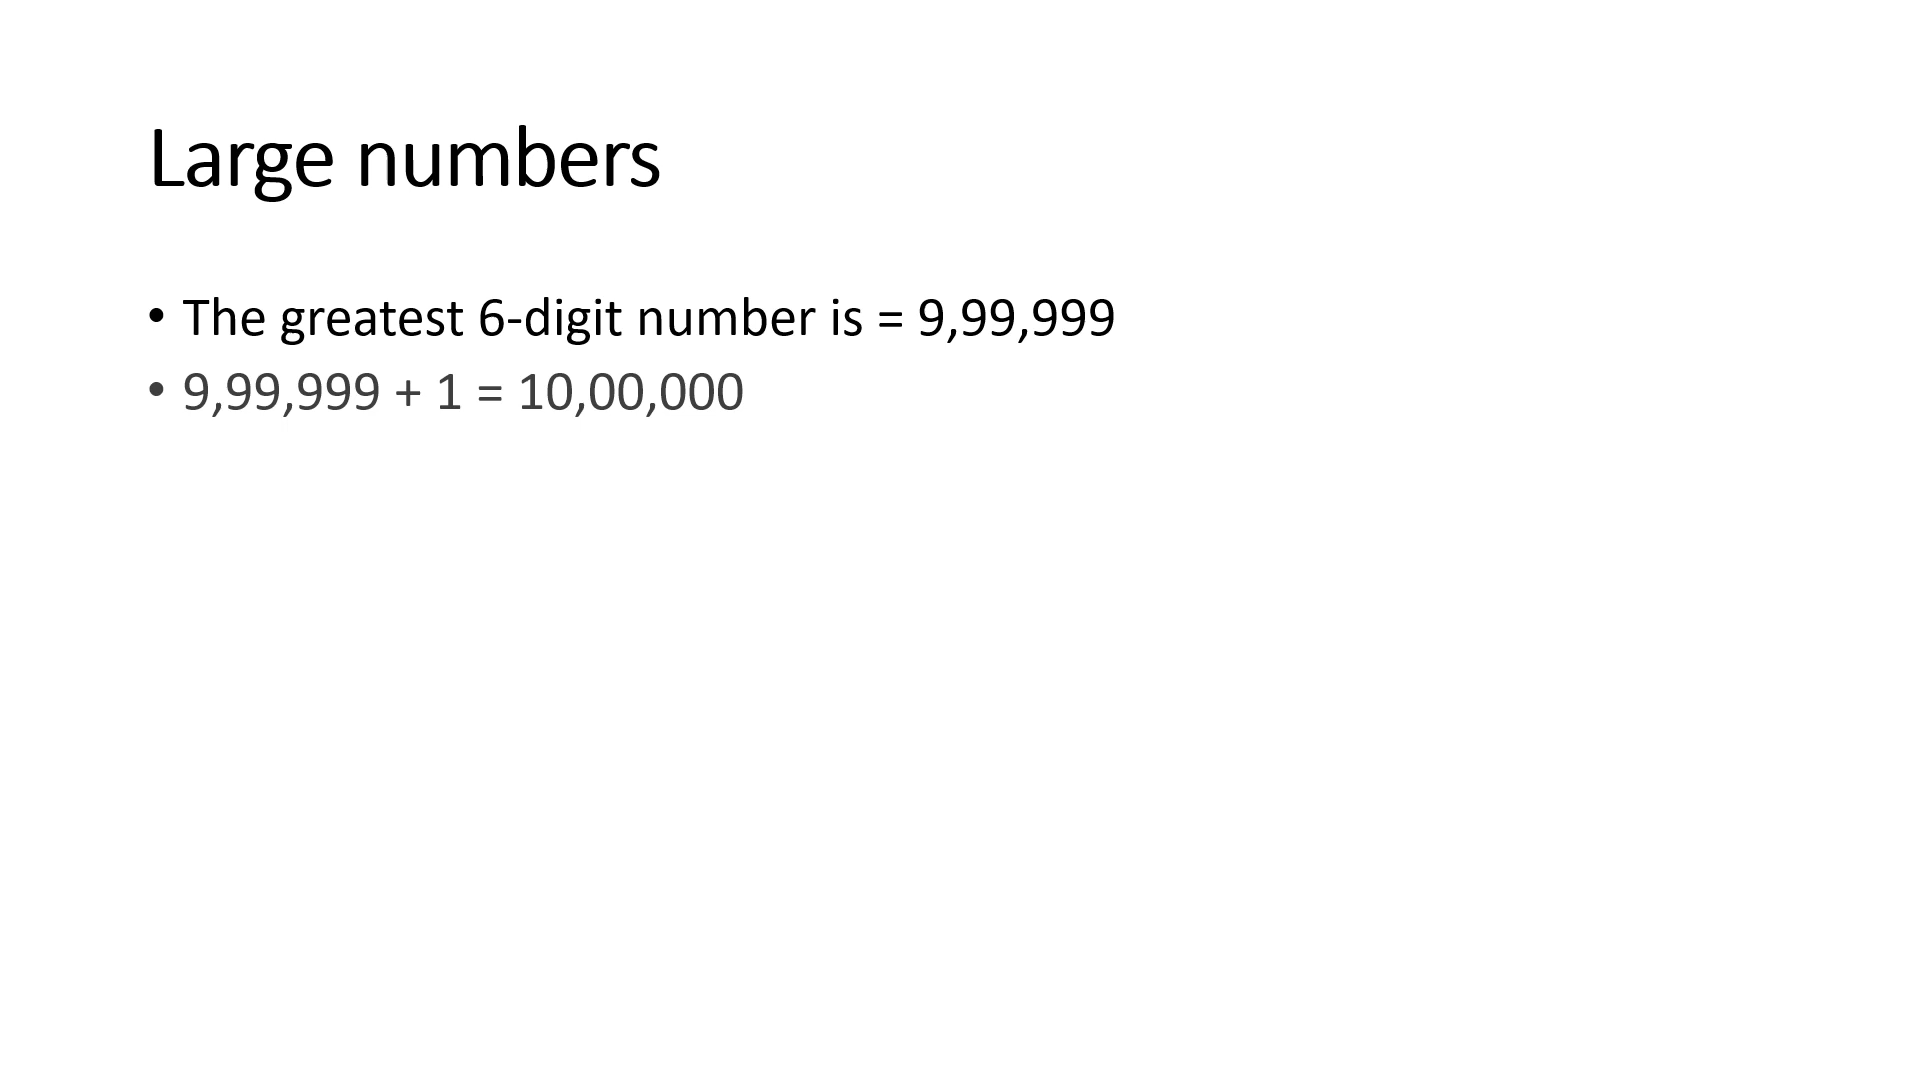 Large numbers
• The greatest 6-digit number is = 9,99,999
• 9,99,999 + 1 = 10,00,000